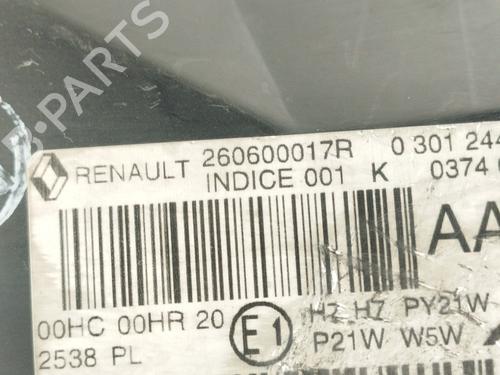 B-PARTS
RENAULT 260600017R 0 301 244
INDICE 001 K 0374
AA
00HC 00HR 20 E1 H7 H7 PY21W
2538 PL P21W W5W